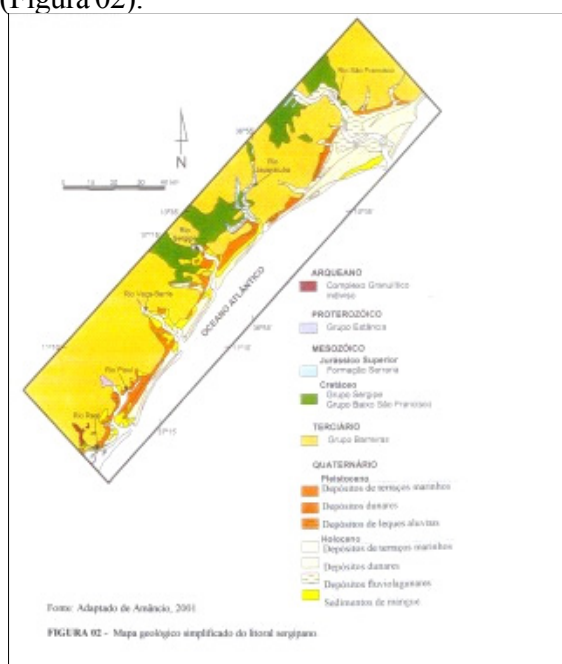 (Figura 02).
Rio São Francisco
N
Rio
Japaratuba
Rio
Sergipe
Rio Vaza-Barris
OCEANO ATLÂNTICO
Rio Piauí
Rio Real
ARQUEANO
Complexo Granulítico
Indiviso
PROTEROZÓICO
Grupo Estância
MESOZÓICO
Jurássico Superior
Formação Serraria
Cretáceo
Grupo Sergipe
Grupo Baixo São Francisco
TERCIÁRIO
Grupo Barreiras
QUATERNÁRIO
Pleistoceno
Depósitos de terraços marinhos
Depósitos dunares
Depósitos de leques aluviais
Holoceno
Depósitos de terraços marinhos
Depósitos dunares
Depósitos fluviolagunares
Sedimentos de mangue
Fonte: Adaptado de Amâncio, 2001
FIGURA 02 - Mapa geológico simplificado do litoral sergipano.